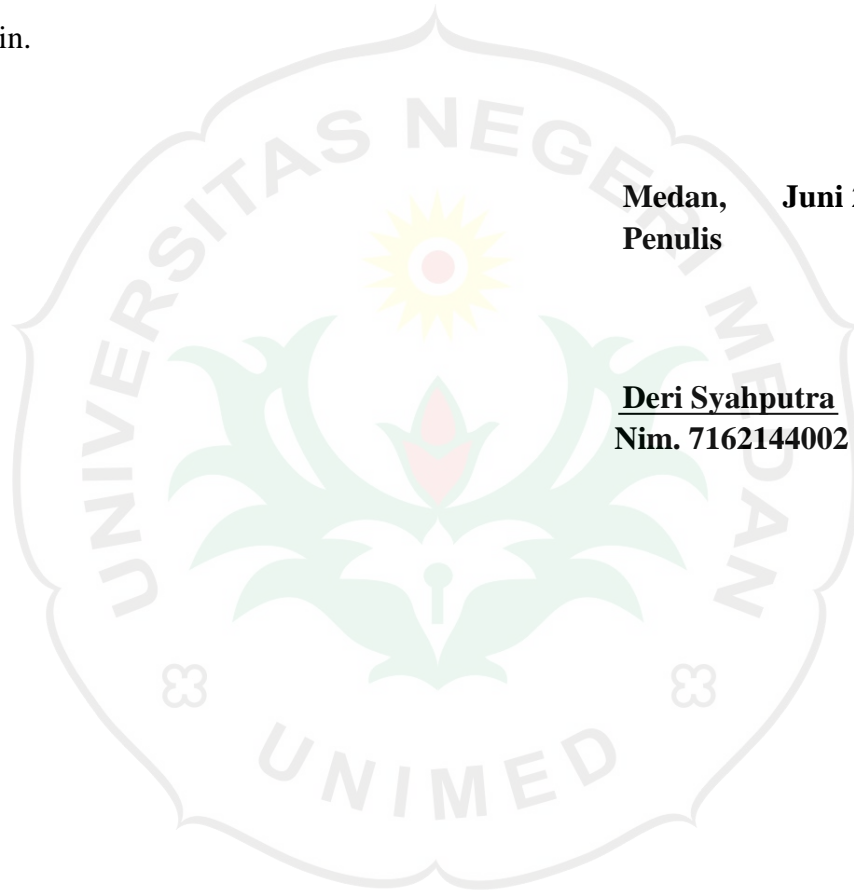 in.
Medan, Juni
Penulis
Deri Syahputra
Nim. 7162144002
UNIVERSITAS NEGERI MEDAN
UNIMED